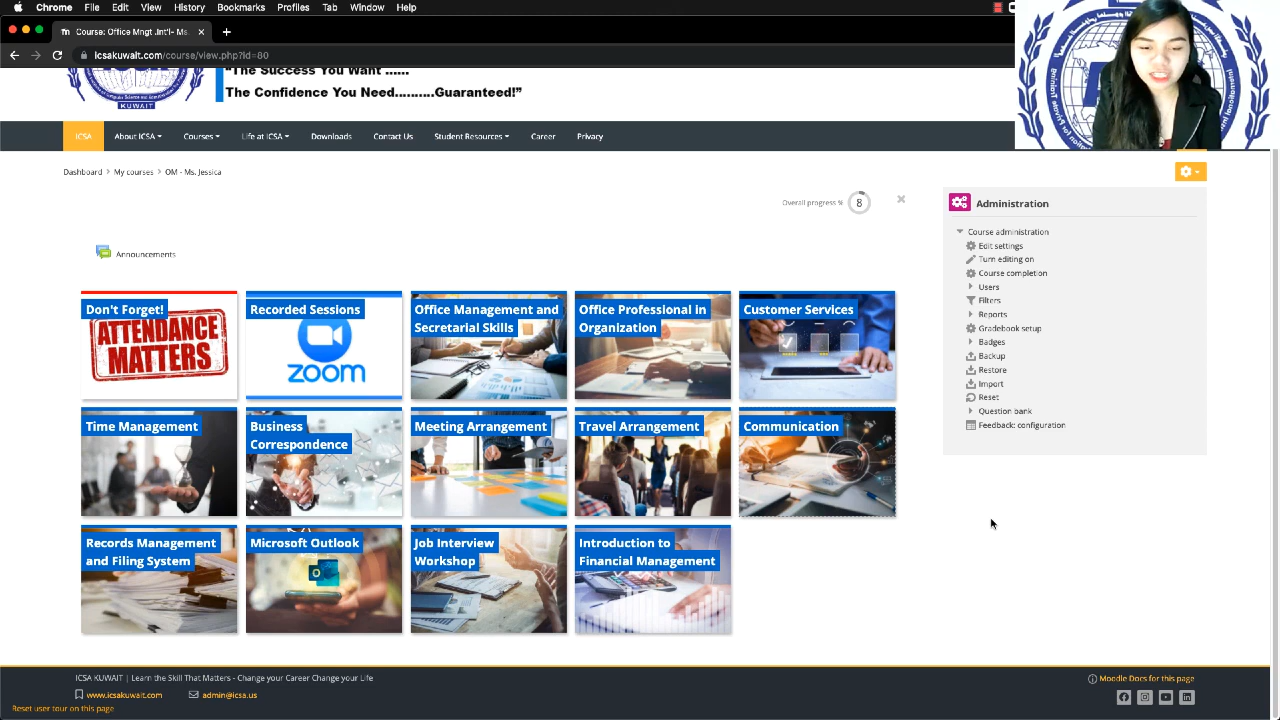 Chrome File Edit View History Bookmarks Profiles Tab Window Help
Course: Office Mngt .Int'l- Ms.
icsakuwait.com/course/view.php?id=80
"The Success You Want ......
The Confidence You Need..........Guaranteed!"
KUWAIT
ICSA About ICSA Courses Life at ICSA Downloads Contact Us Student Resources Career Privacy
Dashboard > My courses > OM - Ms. Jessica
Overall progress % 8
Announcements
Don't Forget!
ATTENDANCE
MATTERS
Recorded Sessions
zoom
Office Management and
Secretarial Skills
Office Professional in
Organization
Customer Services
Time Management
Business
Correspondence
Meeting Arrangement
Travel Arrangement
Communication
Records Management
and Filing System
Microsoft Outlook
Job Interview
Workshop
Introduction to
Financial Management
Administration
Course administration
Edit settings
Turn editing on
Course completion
Users
Filters
Reports
Gradebook setup
Badges
Backup
Restore
Import
Reset
Question bank
Feedback: configuration
ICSA KUWAIT | Learn the Skill That Matters - Change your Career Change your Life
www.icsakuwait.com admin@icsa.us
Reset user tour on this page
Moodle Docs for this page